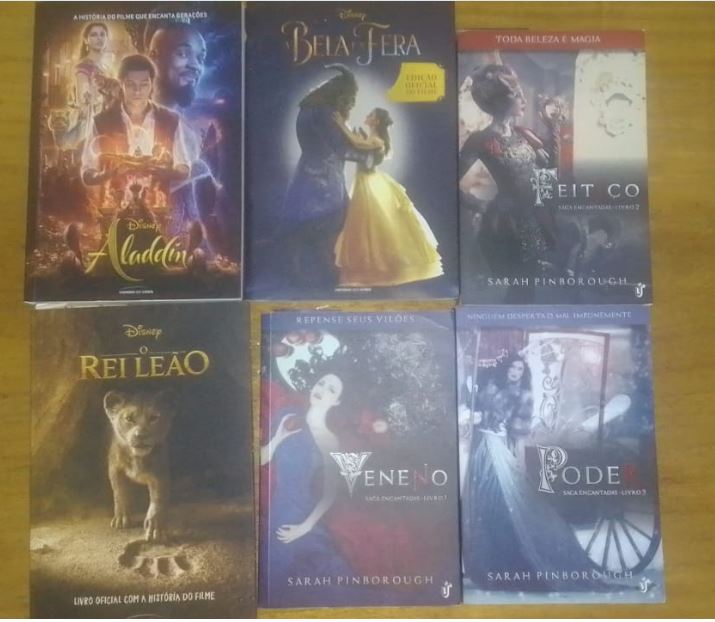 A HISTÓRIA DO FILME QUE ENCANTA GERAÇÕES
DISNEY
Aladdin
DISNEY
A BELA E A FERA
EDIÇÃO
OFICIAL
DO FILME
TODA BELEZA É MAGIA
FEITIÇO
SAGA ENCANTADAS-LIVRO 2
SARAH PINBOROUGH
DISNEY
O
REI LEÃO
LIVRO OFICIAL COM A HISTÓRIA DO FILME
REPENSE SEUS VILÕES
VENENO
SAGA ENCANTADAS-LIVRO 1
SARAH PINBOROUGH
NINGUÉM DESPERTA O MAL IMPUNEMENTE
PODER
SAGA ENCANTADAS-LIVRO 3
SARAH PINBOROUGH